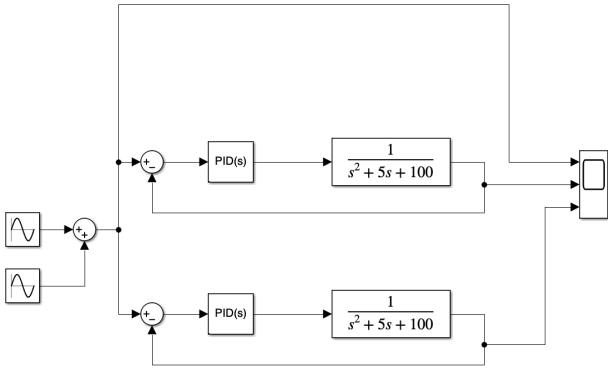 +
−
PID(s)
1
s² + 5s + 100
+
+
+
−
PID(s)
1
s² + 5s + 100